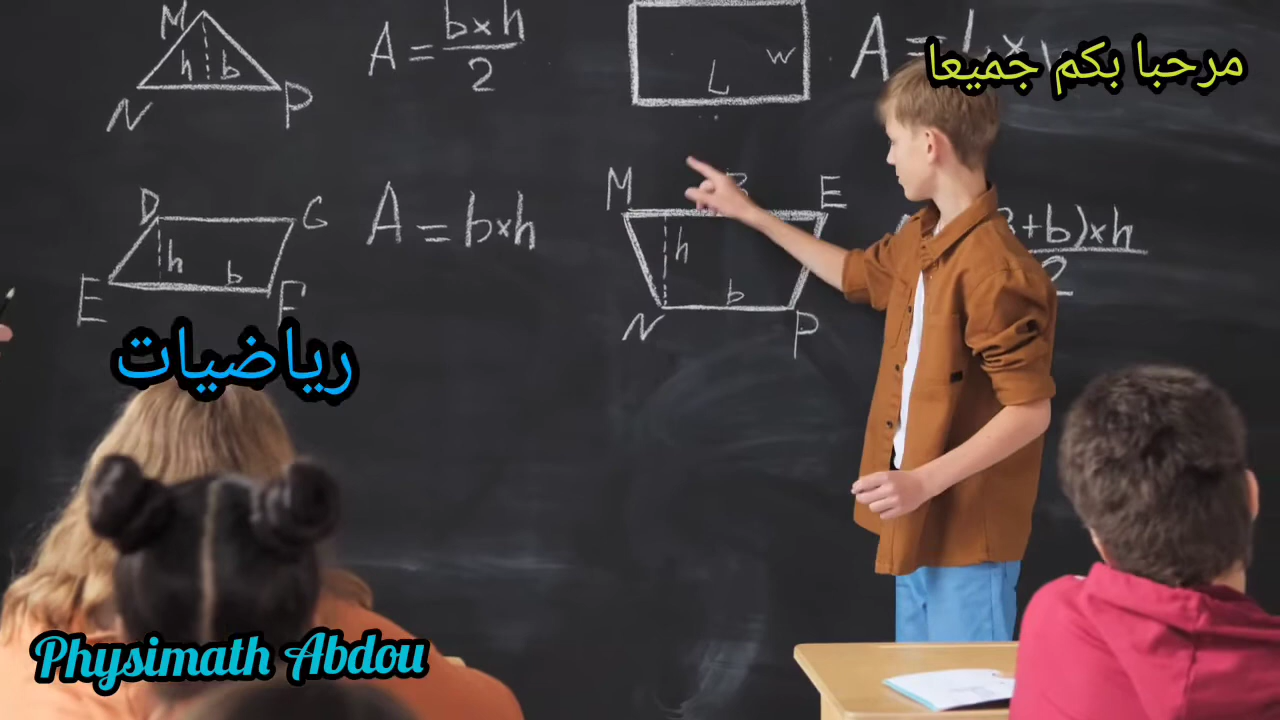 M
A = b×h
2
h b
N P
w
L
A = L ×
مرحبا بكم جميعا
D G
A = b×h
h
b
E F
M B E
h
b
N P
+b)×h
2
رياضيات
Physimath Abdou